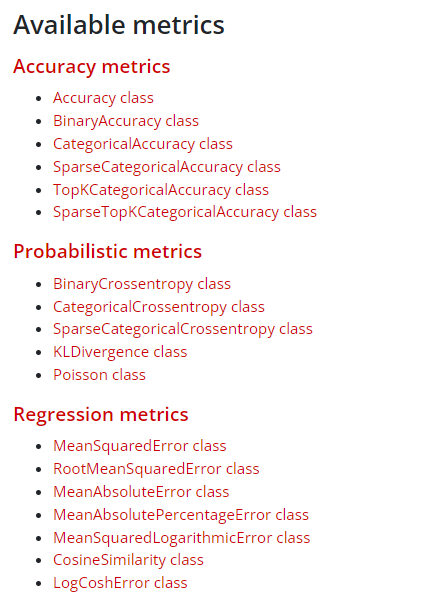 Available metrics
Accuracy metrics
Accuracy class
BinaryAccuracy class
CategoricalAccuracy class
SparseCategoricalAccuracy class
TopKCategoricalAccuracy class
SparseTopKCategoricalAccuracy class
Probabilistic metrics
BinaryCrossentropy class
CategoricalCrossentropy class
SparseCategoricalCrossentropy class
KLDivergence class
Poisson class
Regression metrics
MeanSquaredError class
RootMeanSquaredError class
MeanAbsoluteError class
MeanAbsolutePercentageError class
MeanSquaredLogarithmicError class
CosineSimilarity class
LogCoshError class